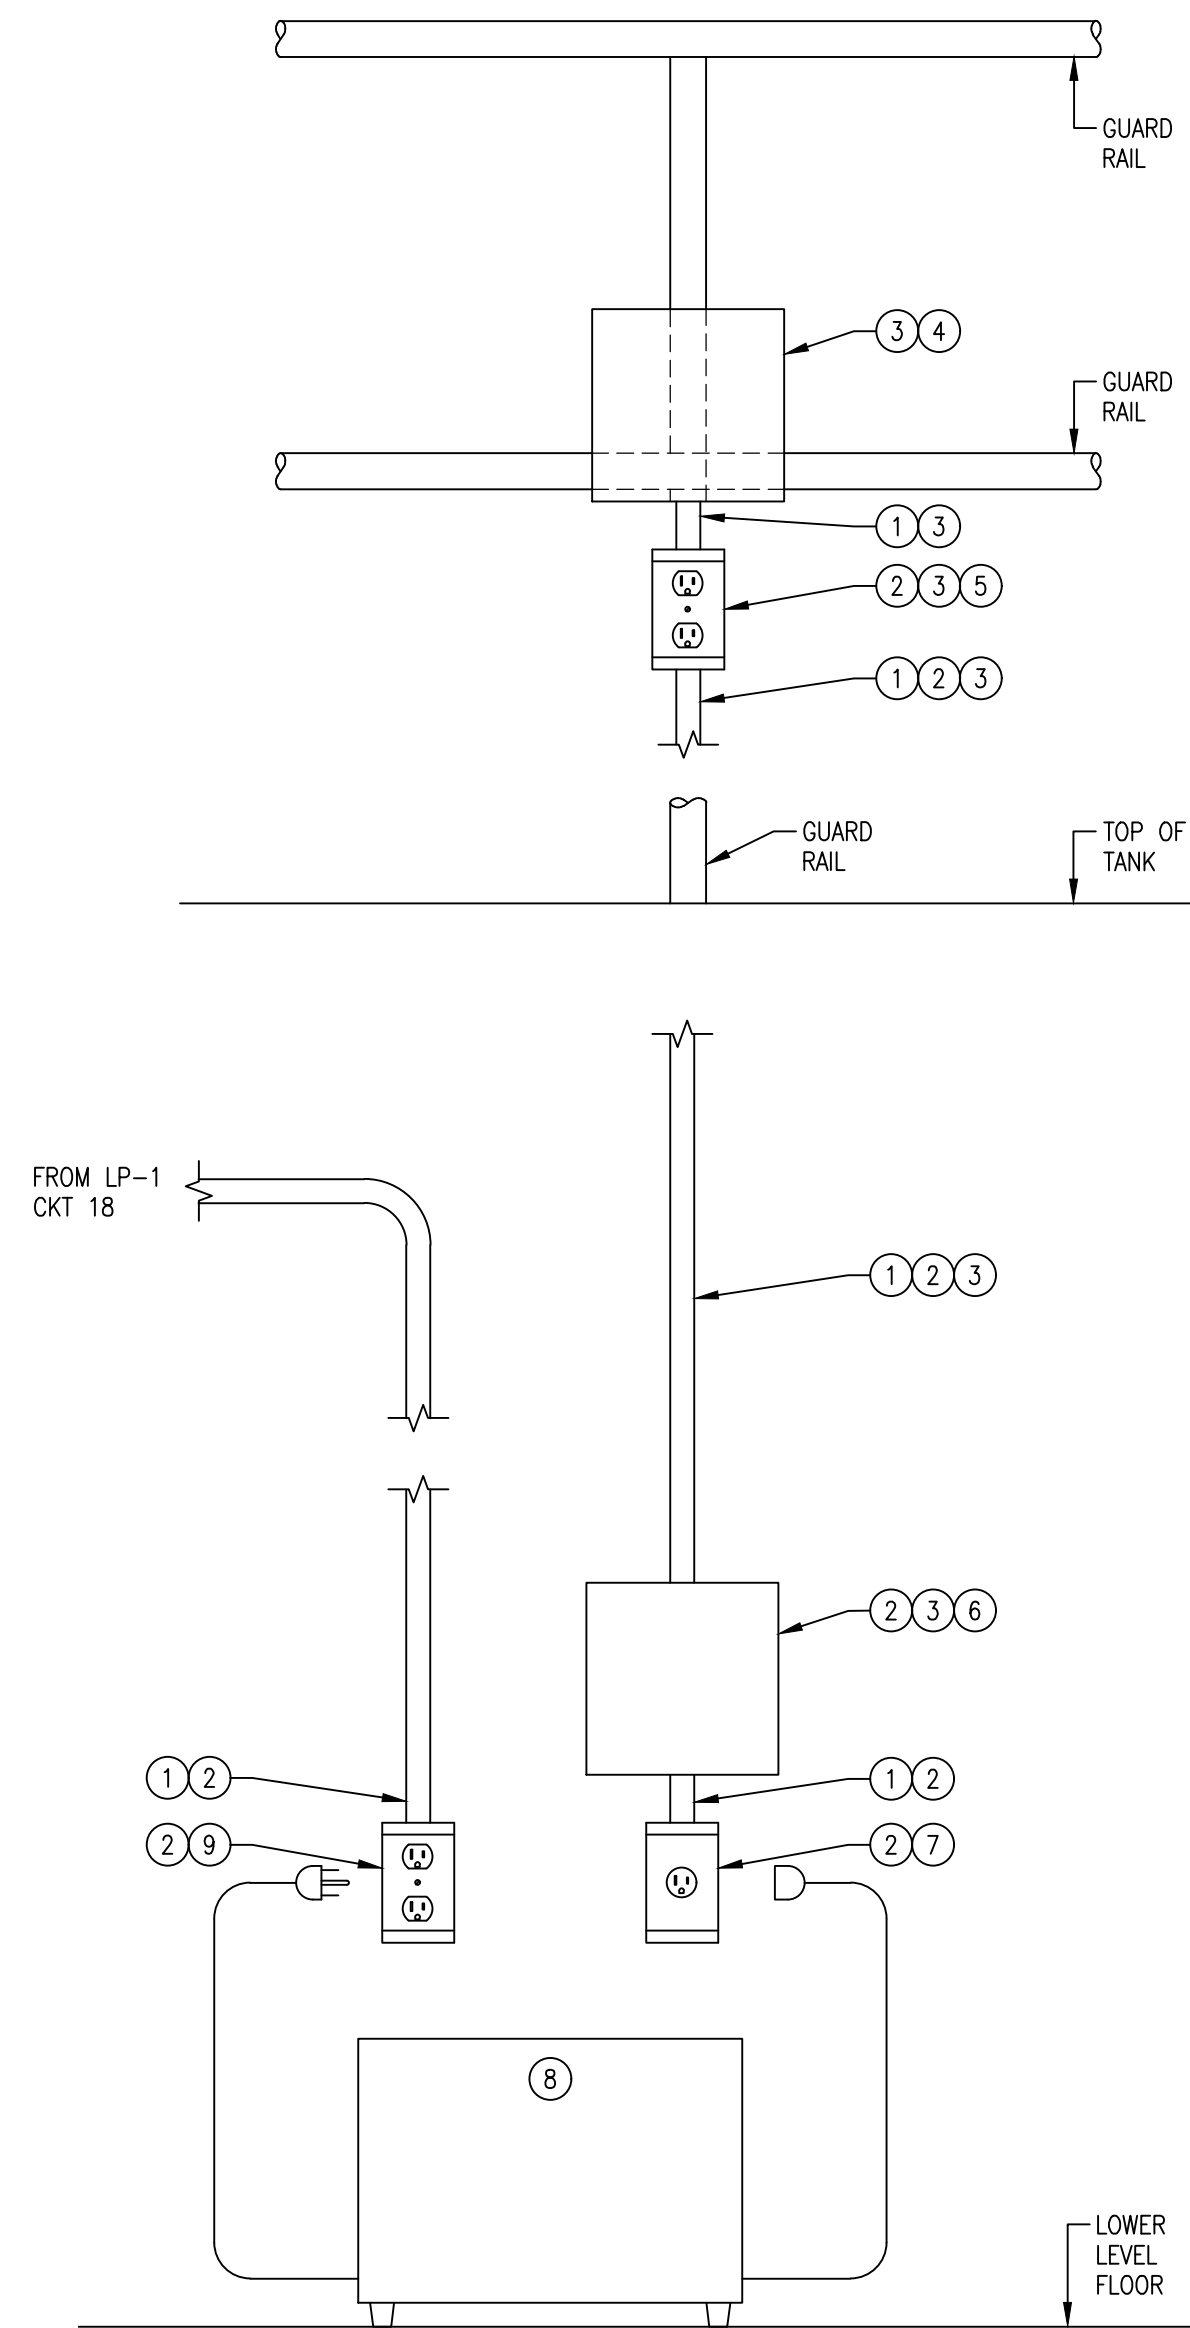 GUARD
RAIL
3 4
GUARD
RAIL
1 3
2 3 5
1 2 3
GUARD
RAIL
TOP OF
TANK
FROM LP-1
CKT 18
1 2 3
2 3 6
1 2
1 2
2 9
2 7
8
LOWER
LEVEL
FLOOR